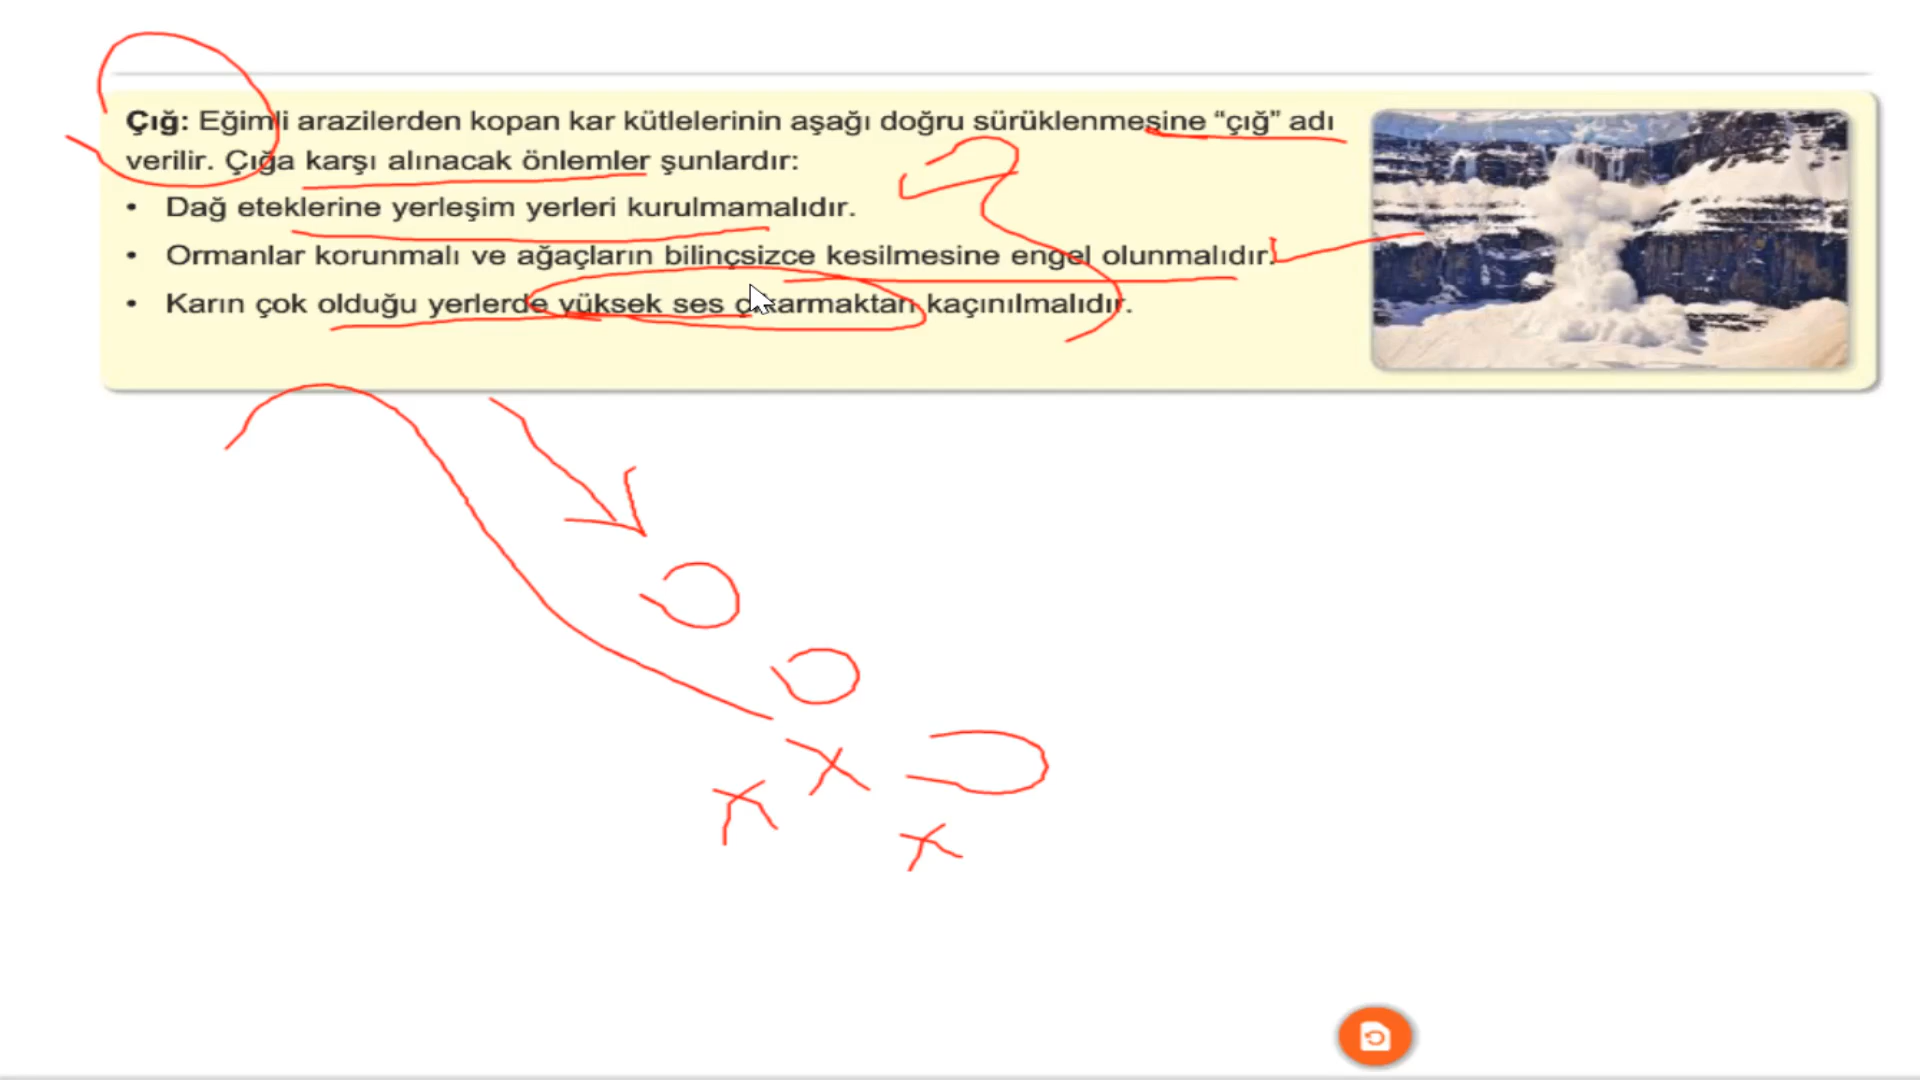 Çığ: Eğimli arazilerden kopan kar kütlelerinin aşağı doğru sürüklenmesine “çığ” adı
verilir. Çığa karşı alınacak önlemler şunlardır:
• Dağ eteklerine yerleşim yerleri kurulmamalıdır.
• Ormanlar korunmalı ve ağaçların bilinçsizce kesilmesine engel olunmalıdır.
• Karın çok olduğu yerlerde yüksek ses çıkarmaktan kaçınılmalıdır.